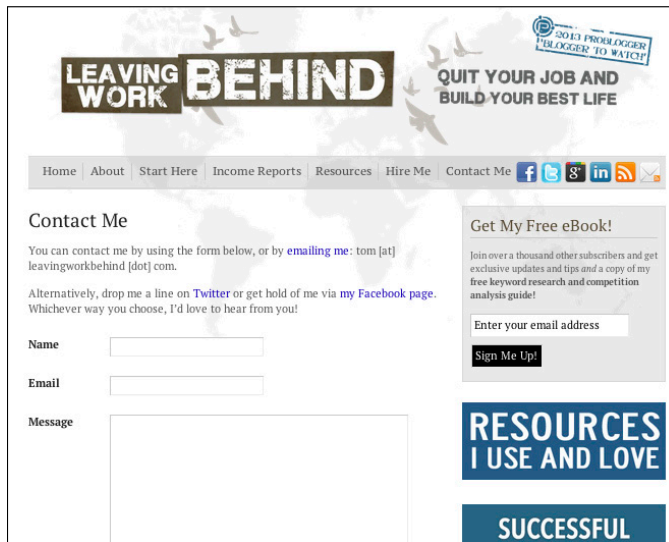 2013 PROBLOGGER
"BLOGGER TO WATCH"
LEAVING
WORK
BEHIND
QUIT YOUR JOB AND
BUILD YOUR BEST LIFE
Home About Start Here Income Reports Resources Hire Me Contact Me
Contact Me
You can contact me by using the form below, or by emailing me: tom [at]
leavingworkbehind [dot] com.
Alternatively, drop me a line on Twitter or get hold of me via my Facebook page.
Whichever way you choose, I'd love to hear from you!
Name
Email
Message
Get My Free eBook!
Join over a thousand other subscribers and get
exclusive updates and tips and a copy of my
free keyword research and competition
analysis guide!
Enter your email address
Sign Me Up!
RESOURCES
I USE AND LOVE
SUCCESSFUL